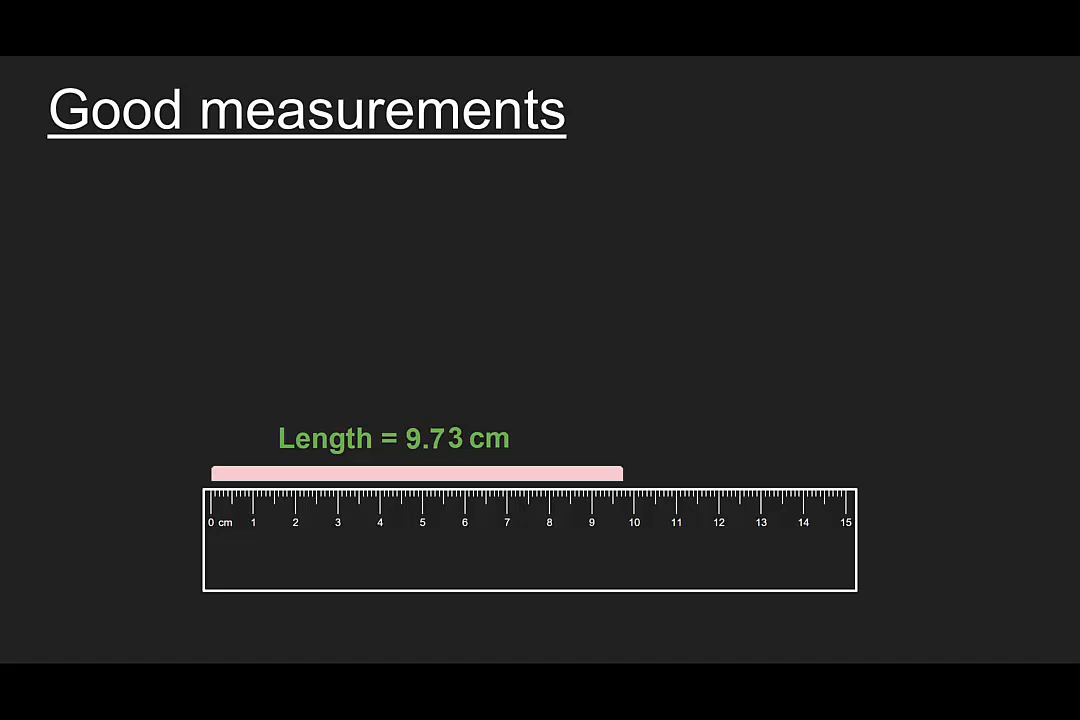 Good measurements
Length = 9.73 cm
0 cm 1 2 3 4 5 6 7 8 9 10 11 12 13 14 15